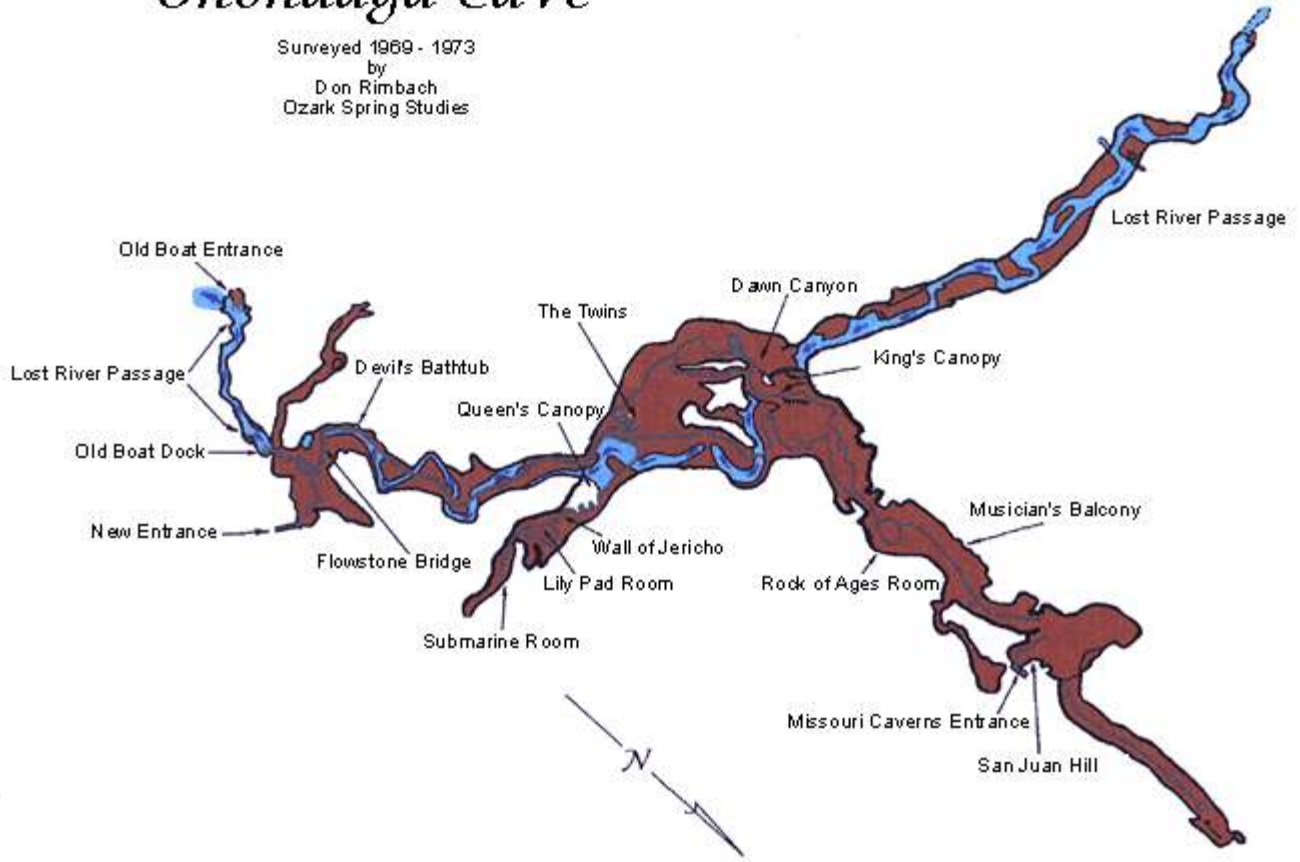 Onondaga Cave
Surveyed 1969 - 1973
by
Don Rimbach
Ozark Spring Studies
Lost River Passage
Old Boat Entrance
Dawn Canyon
The Twins
King's Canopy
Lost River Passage
Devil's Bathtub
Queen's Canopy
Old Boat Dock
Musician's Balcony
New Entrance
Wall of Jericho
Flowstone Bridge
Lily Pad Room
Rock of Ages Room
Submarine Room
Missouri Caverns Entrance
San Juan Hill
N